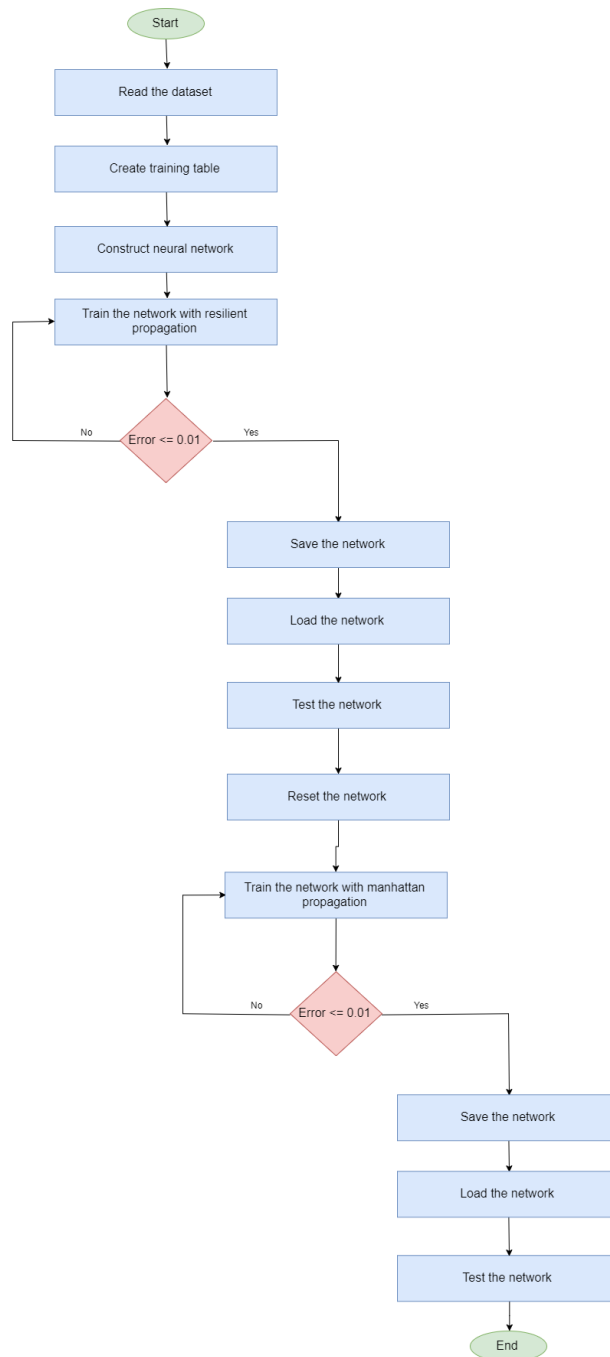 Start
Read the dataset
Create training table
Construct neural network
Train the network with resilient
propagation
No
Error <= 0.01
Yes
Save the network
Load the network
Test the network
Reset the network
Train the network with manhattan
propagation
No
Error <= 0.01
Yes
Save the network
Load the network
Test the network
End